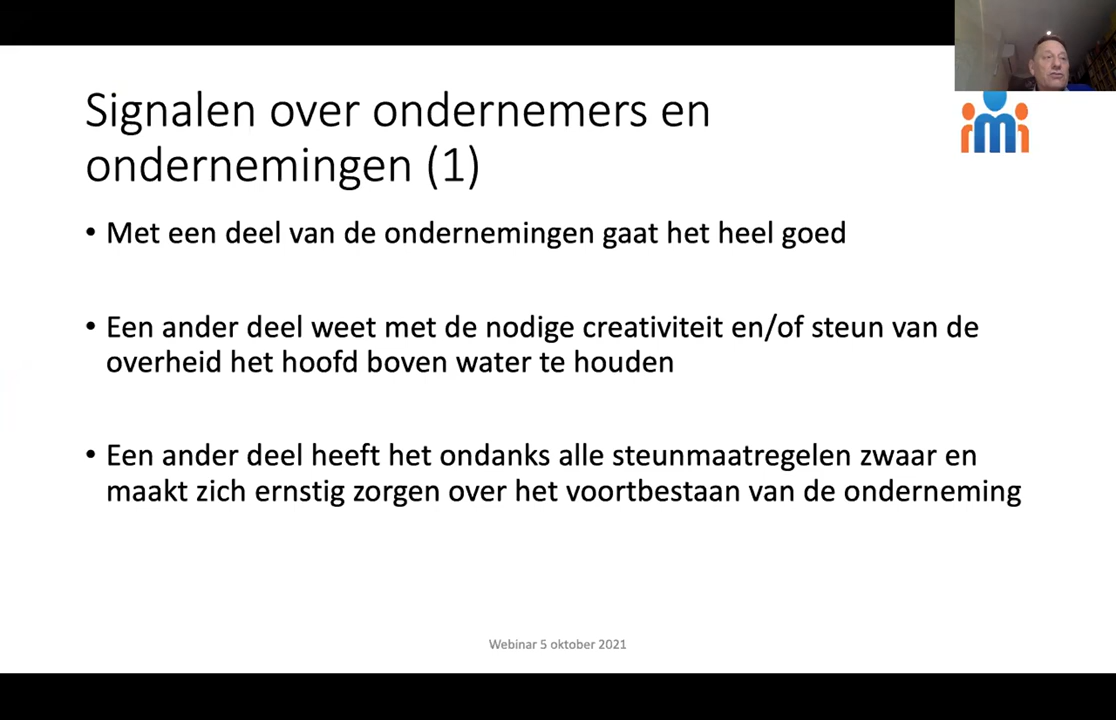 Signalen over ondernemers en
ondernemingen (1)
• Met een deel van de ondernemingen gaat het heel goed
• Een ander deel weet met de nodige creativiteit en/of steun van de
overheid het hoofd boven water te houden
• Een ander deel heeft het ondanks alle steunmaatregelen zwaar en
maakt zich ernstig zorgen over het voortbestaan van de onderneming
Webinar 5 oktober 2021